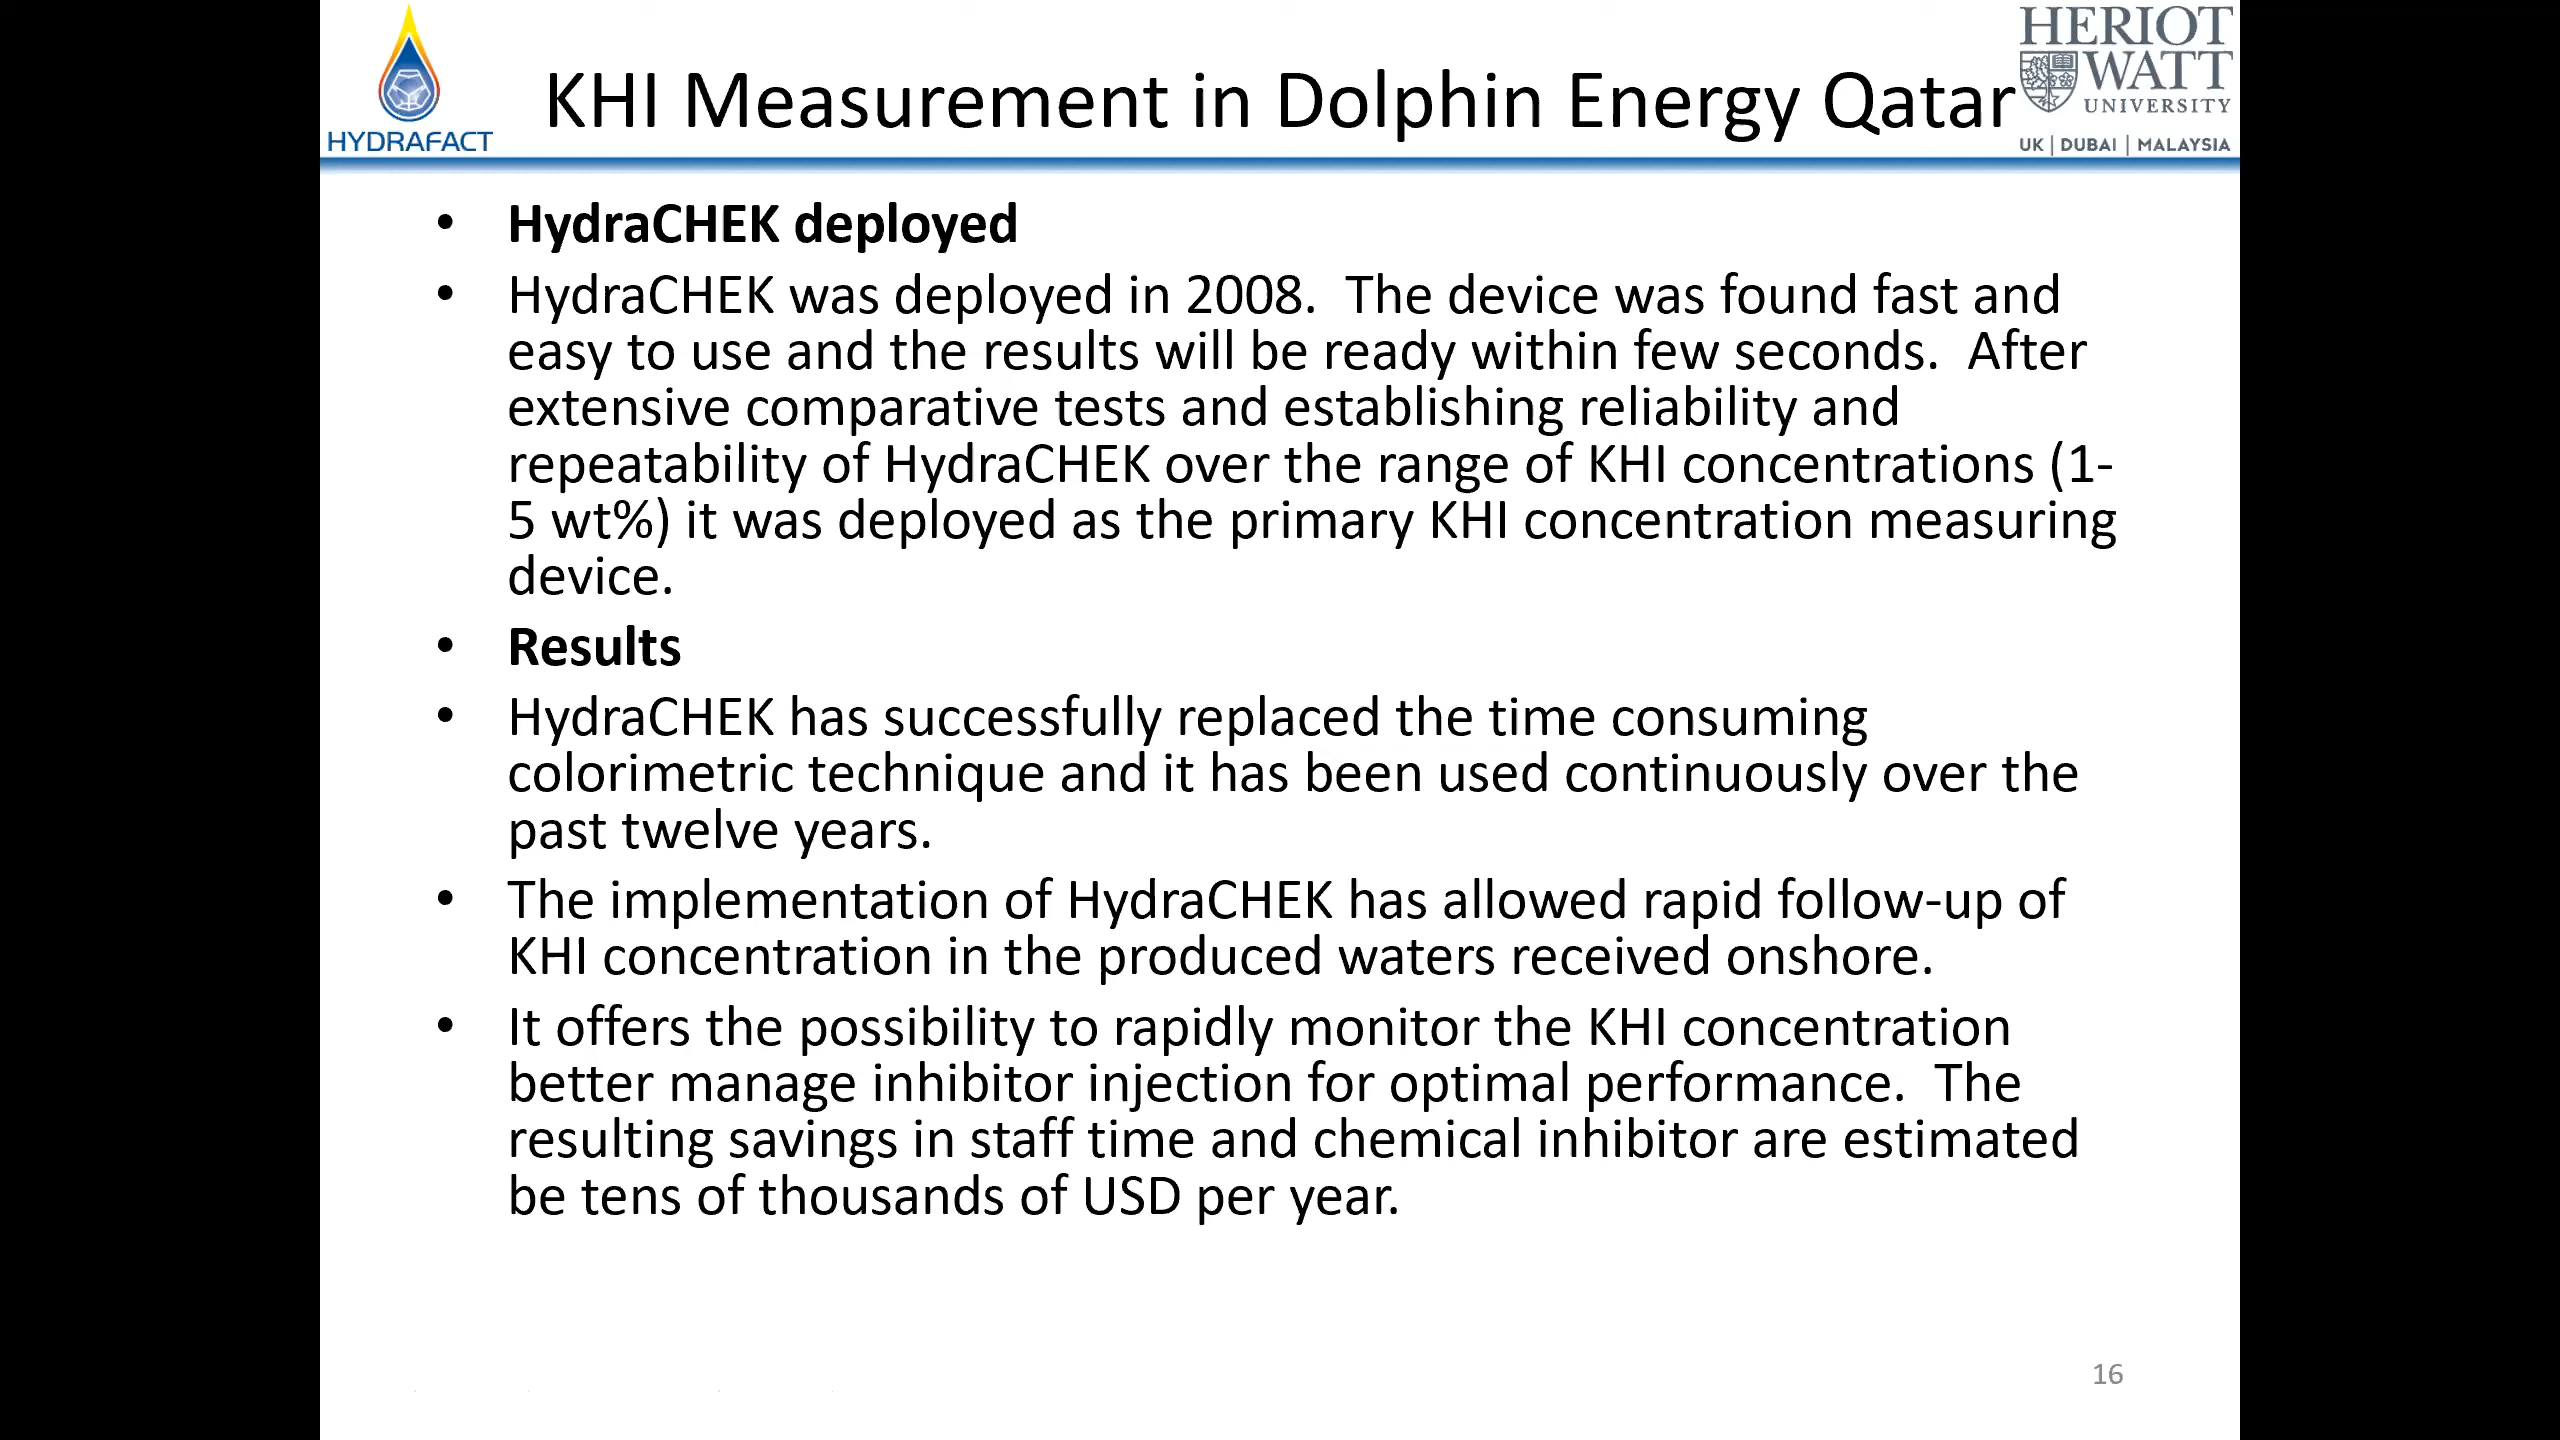 HYDRAFACT
KHI Measurement in Dolphin Energy Qatar
HERIOT
WATT
UNIVERSITY
UK | DUBAI | MALAYSIA
• HydraCHEK deployed
• HydraCHEK was deployed in 2008.  The device was found fast and
easy to use and the results will be ready within few seconds.  After
extensive comparative tests and establishing reliability and
repeatability of HydraCHEK over the range of KHI concentrations (1-
5 wt%) it was deployed as the primary KHI concentration measuring
device.
• Results
• HydraCHEK has successfully replaced the time consuming
colorimetric technique and it has been used continuously over the
past twelve years.
• The implementation of HydraCHEK has allowed rapid follow-up of
KHI concentration in the produced waters received onshore.
• It offers the possibility to rapidly monitor the KHI concentration
better manage inhibitor injection for optimal performance.  The
resulting savings in staff time and chemical inhibitor are estimated
be tens of thousands of USD per year.
16